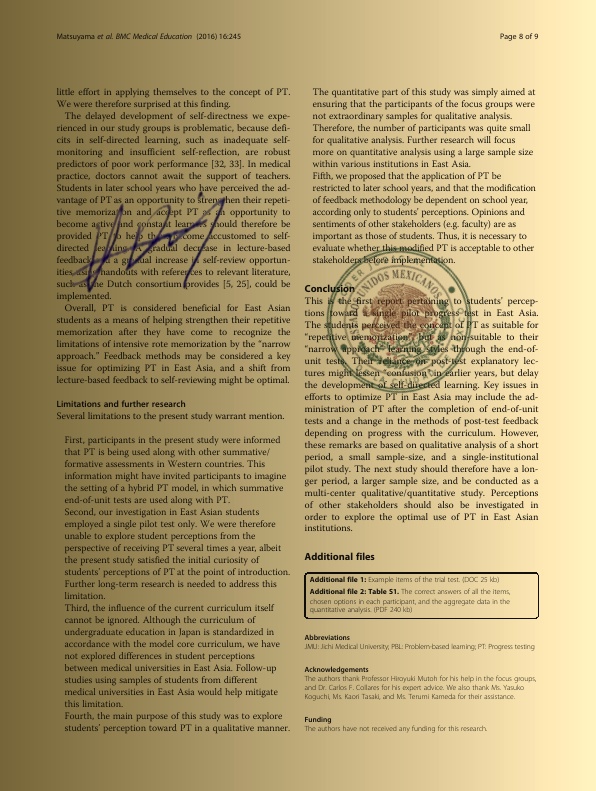 Matsuyama et al. BMC Medical Education (2016) 16:245
Page 8 of 9
little effort in applying themselves to the concept of PT.
We were therefore surprised at this finding.
The delayed development of self-directness we expe-
rienced in our study groups is problematic, because defi-
cits in self-directed learning, such as inadequate self-
monitoring and insufficient self-reflection, are robust
predictors of poor work performance [32, 33]. In medical
practice, doctors cannot await the support of teachers.
Students in later school years who have perceived the ad-
vantage of PT as an opportunity to strengthen their repeti-
tive memorization and accept PT as an opportunity to
become active and constant learners should therefore be
provided PT to help them become accustomed to self-
directed learning. A gradual decrease in lecture-based
feedback and a gradual increase in self-review opportun-
ities using handouts with references to relevant literature,
such as the Dutch consortium provides [5, 25], could be
implemented.
Overall, PT is considered beneficial for East Asian
students as a means of helping strengthen their repetitive
memorization after they have come to recognize the
limitations of intensive rote memorization by the “narrow
approach.” Feedback methods may be considered a key
issue for optimizing PT in East Asia, and a shift from
lecture-based feedback to self-reviewing might be optimal.
Limitations and further research
Several limitations to the present study warrant mention.
First, participants in the present study were informed
that PT is being used along with other summative/
formative assessments in Western countries. This
information might have invited participants to imagine
the setting of a hybrid PT model, in which summative
end-of-unit tests are used along with PT.
Second, our investigation in East Asian students
employed a single pilot test only. We were therefore
unable to explore student perceptions from the
perspective of receiving PT several times a year, albeit
the present study satisfied the initial curiosity of
students’ perceptions of PT at the point of introduction.
Further long-term research is needed to address this
limitation.
Third, the influence of the current curriculum itself
cannot be ignored. Although the curriculum of
undergraduate education in Japan is standardized in
accordance with the model core curriculum, we have
not explored differences in student perceptions
between medical universities in East Asia. Follow-up
studies using samples of students from different
medical universities in East Asia would help mitigate
this limitation.
Fourth, the main purpose of this study was to explore
students’ perception toward PT in a qualitative manner.
The quantitative part of this study was simply aimed at
ensuring that the participants of the focus groups were
not extraordinary samples for qualitative analysis.
Therefore, the number of participants was quite small
for qualitative analysis. Further research will focus
more on quantitative analysis using a large sample size
within various institutions in East Asia.
Fifth, we proposed that the application of PT be
restricted to later school years, and that the modification
of feedback methodology be dependent on school year,
according only to students’ perceptions. Opinions and
sentiments of other stakeholders (e.g. faculty) are as
important as those of students. Thus, it is necessary to
evaluate whether this modified PT is acceptable to other
stakeholders before implementation.
Conclusion
This is the first report pertaining to students’ percep-
tions toward a single pilot progress test in East Asia.
The students perceived the concept of PT as suitable for
“repetitive memorization,” but as non-suitable to their
“narrow approach” learning styles through the end-of-
unit tests. Their reliance on post-test explanatory lec-
tures might lessen “confusion” in earlier years, but delay
the development of self-directed learning. Key issues in
efforts to optimize PT in East Asia may include the ad-
ministration of PT after the completion of end-of-unit
tests and a change in the methods of post-test feedback
depending on progress with the curriculum. However,
these remarks are based on qualitative analysis of a short
period, a small sample-size, and a single-institutional
pilot study. The next study should therefore have a lon-
ger period, a larger sample size, and be conducted as a
multi-center qualitative/quantitative study. Perceptions
of other stakeholders should also be investigated in
order to explore the optimal use of PT in East Asian
institutions.
UNIDOS MEXICANOS
Additional files
Additional file 1: Example items of the trial test. (DOC 25 kb)
Additional file 2: Table S1. The correct answers of all the items,
chosen options in each participant, and the aggregate data in the
quantitative analysis. (PDF 240 kb)
Abbreviations
JMU: Jichi Medical University; PBL: Problem-based learning; PT: Progress testing
Acknowledgements
The authors thank Professor Hiroyuki Mutoh for his help in the focus groups,
and Dr. Carlos F. Collares for his expert advice. We also thank Ms. Yasuko
Koguchi, Ms. Kaori Tasaki, and Ms. Terumi Kameda for their assistance.
Funding
The authors have not received any funding for this research.